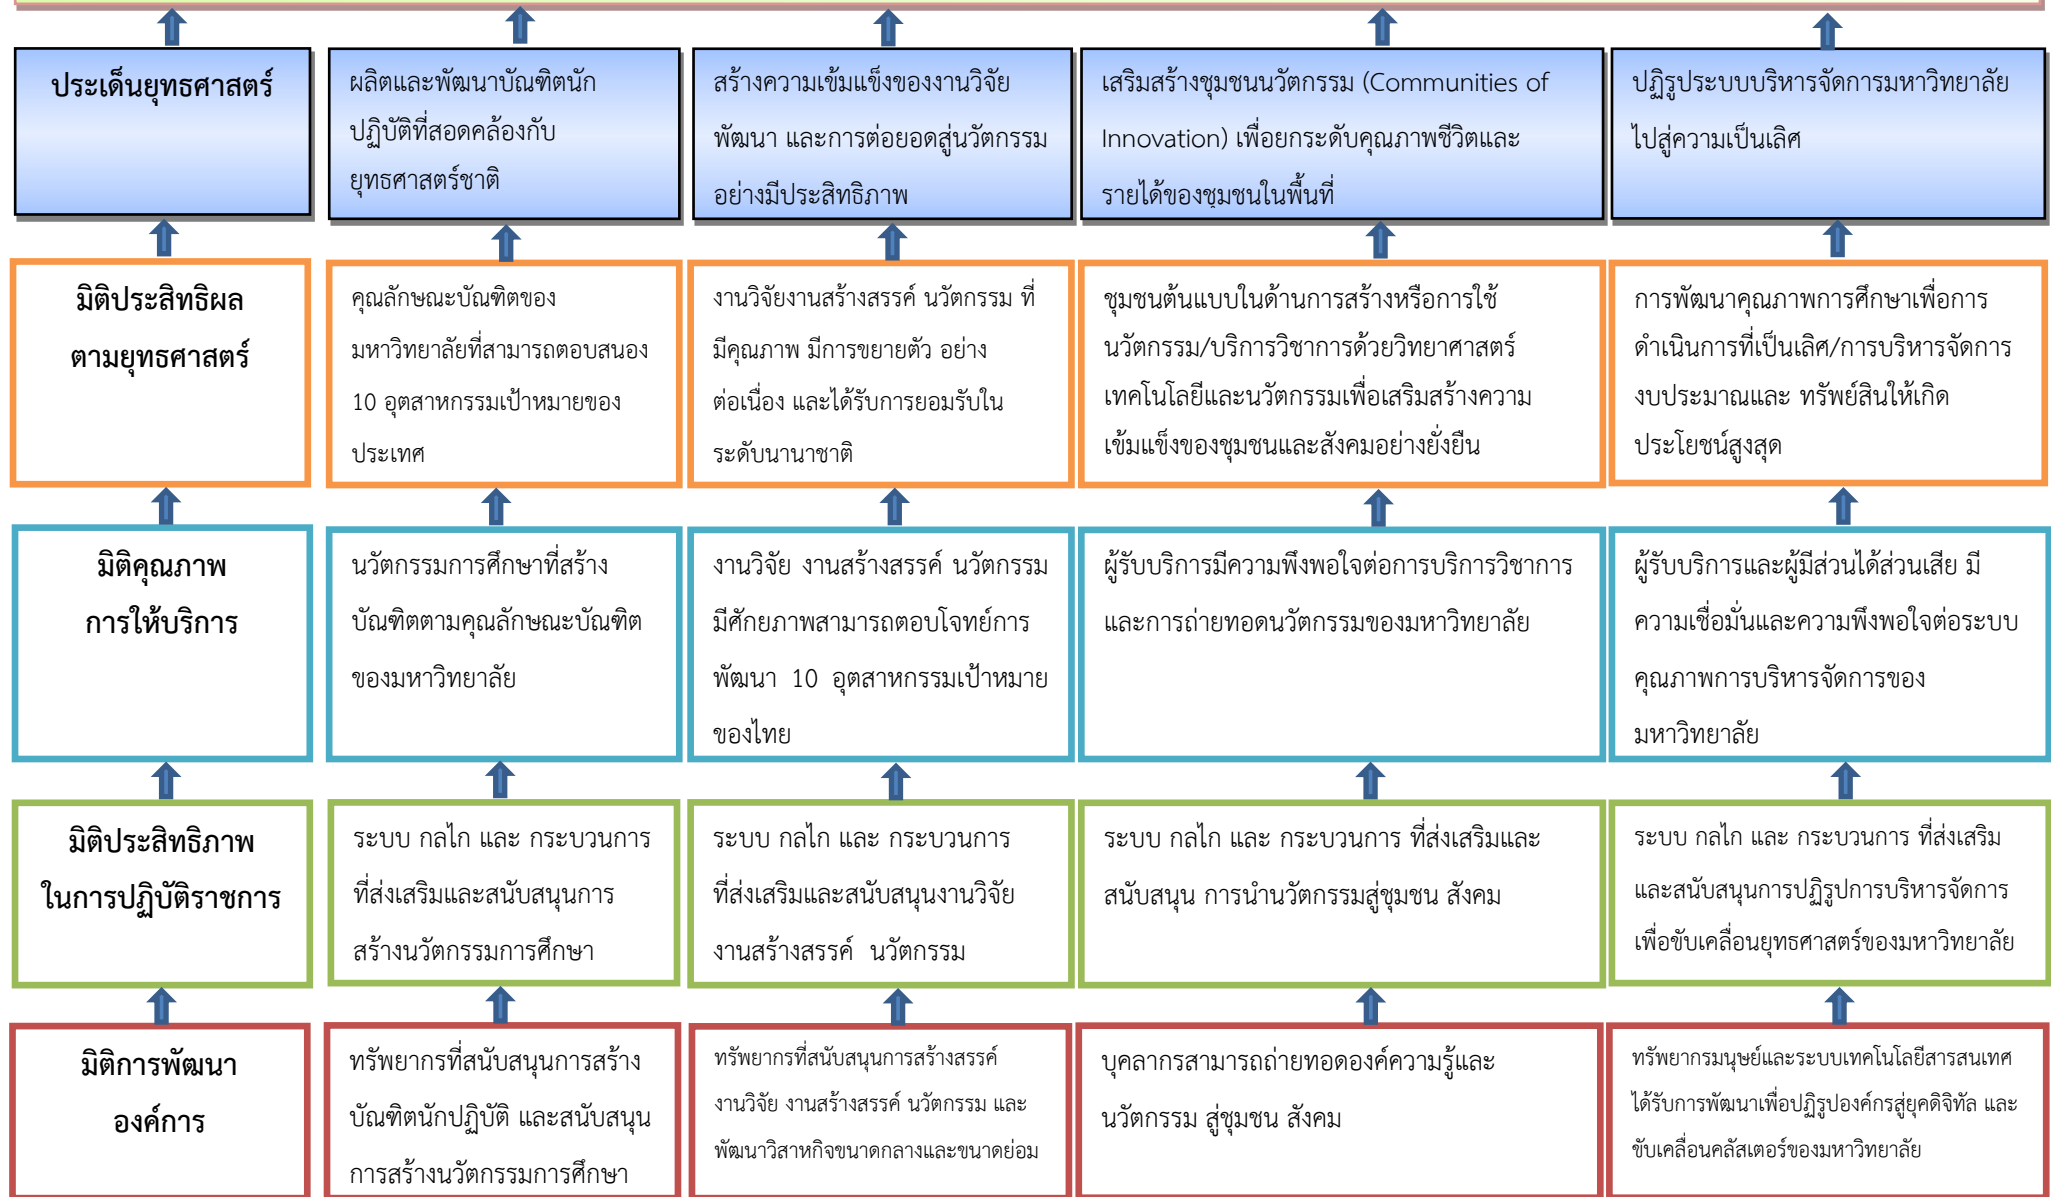 ประเด็นยุทธศาสตร์
ผลิตและพัฒนาบัณฑิตนัก
ปฏิบัติที่สอดคล้องกับ
ยุทธศาสตร์ชาติ
สร้างความเข้มแข็งของงานวิจัย
พัฒนา และการต่อยอดสู่นวัตกรรม
อย่างมีประสิทธิภาพ
เสริมสร้างชุมชนนวัตกรรม (Communities of
Innovation) เพื่อยกระดับคุณภาพชีวิตและ
รายได้ของชุมชนในพื้นที่
ปฏิรูประบบบริหารจัดการมหาวิทยาลัย
ไปสู่ความเป็นเลิศ
มิติประสิทธิผล
ตามยุทธศาสตร์
คุณลักษณะบัณฑิตของ
มหาวิทยาลัยที่สามารถตอบสนอง
10 อุตสาหกรรมเป้าหมายของ
ประเทศ
งานวิจัยงานสร้างสรรค์ นวัตกรรม ที่
มีคุณภาพ มีการขยายตัว อย่าง
ต่อเนื่อง และได้รับการยอมรับใน
ระดับนานาชาติ
ชุมชนต้นแบบในด้านการสร้างหรือการใช้
นวัตกรรม/บริการวิชาการด้วยวิทยาศาสตร์
เทคโนโลยีและนวัตกรรมเพื่อเสริมสร้างความ
เข้มแข็งของชุมชนและสังคมอย่างยั่งยืน
การพัฒนาคุณภาพการศึกษาเพื่อการ
ดำเนินการที่เป็นเลิศ/การบริหารจัดการ
งบประมาณและ ทรัพย์สินให้เกิด
ประโยชน์สูงสุด
มิติคุณภาพ
การให้บริการ
นวัตกรรมการศึกษาที่สร้าง
บัณฑิตตามคุณลักษณะบัณฑิต
ของมหาวิทยาลัย
งานวิจัย งานสร้างสรรค์ นวัตกรรม
มีศักยภาพสามารถตอบโจทย์การ
พัฒนา 10 อุตสาหกรรมเป้าหมาย
ของไทย
ผู้รับบริการมีความพึงพอใจต่อการบริการวิชาการ
และการถ่ายทอดนวัตกรรมของมหาวิทยาลัย
ผู้รับบริการและผู้มีส่วนได้ส่วนเสีย มี
ความเชื่อมั่นและความพึงพอใจต่อระบบ
คุณภาพการบริหารจัดการของ
มหาวิทยาลัย
มิติประสิทธิภาพ
ในการปฏิบัติราชการ
ระบบ กลไก และ กระบวนการ
ที่ส่งเสริมและสนับสนุนการ
สร้างนวัตกรรมการศึกษา
ระบบ กลไก และ กระบวนการ
ที่ส่งเสริมและสนับสนุนงานวิจัย
งานสร้างสรรค์ นวัตกรรม
ระบบ กลไก และ กระบวนการ ที่ส่งเสริมและ
สนับสนุน การนำนวัตกรรมสู่ชุมชน สังคม
ระบบ กลไก และ กระบวนการ ที่ส่งเสริม
และสนับสนุนการปฏิรูปการบริหารจัดการ
เพื่อขับเคลื่อนยุทธศาสตร์ของมหาวิทยาลัย
มิติการพัฒนา
องค์การ
ทรัพยากรที่สนับสนุนการสร้าง
บัณฑิตนักปฏิบัติ และสนับสนุน
การสร้างนวัตกรรมการศึกษา
ทรัพยากรที่สนับสนุนการสร้างสรรค์
งานวิจัย งานสร้างสรรค์ นวัตกรรม และ
พัฒนาวิสาหกิจขนาดกลางและขนาดย่อม
บุคลากรสามารถถ่ายทอดองค์ความรู้และ
นวัตกรรม สู่ชุมชน สังคม
ทรัพยากรมนุษย์และระบบเทคโนโลยีสารสนเทศ
ได้รับการพัฒนาเพื่อปฏิรูปองค์กรสู่ยุคดิจิทัล และ
ขับเคลื่อนคลัสเตอร์ของมหาวิทยาลัย